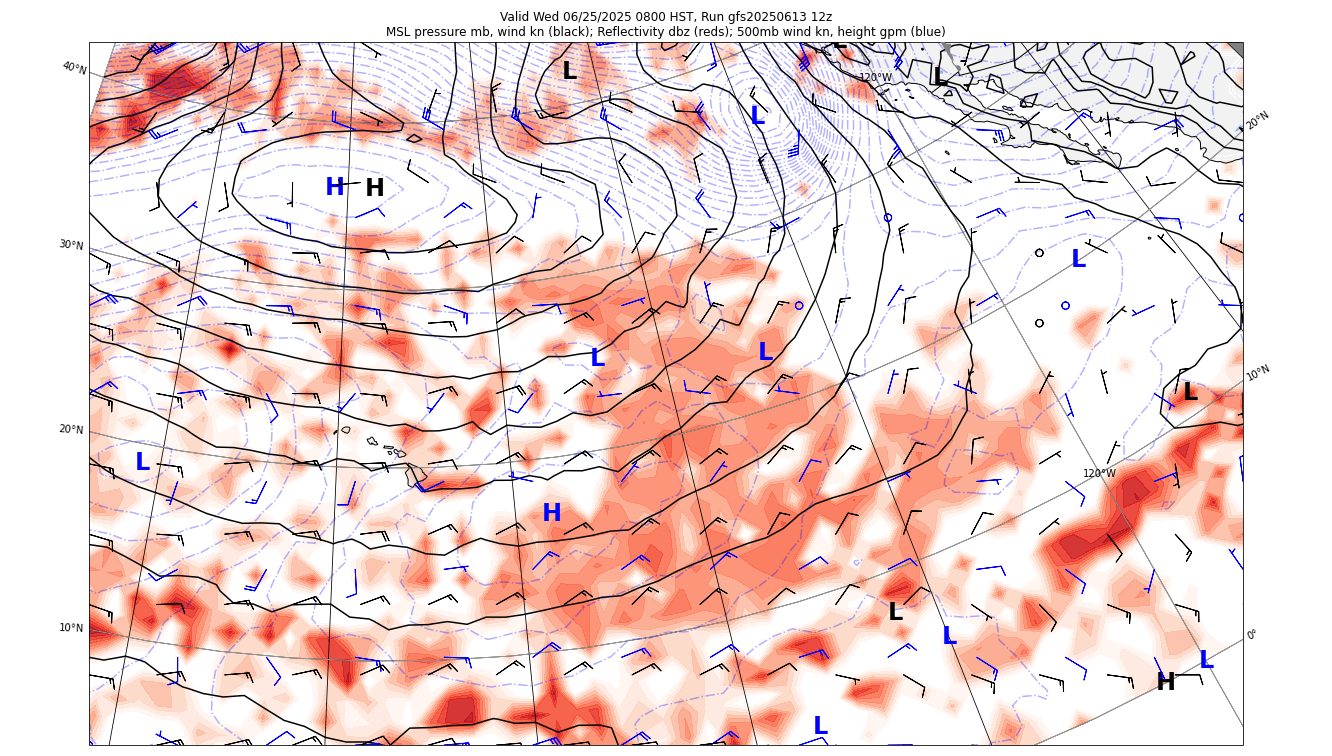 Valid Wed 06/25/2025 0800 HST, Run gfs20250613 12z
MSL pressure mb, wind kn (black); Reflectivity dbz (reds); 500mb wind kn, height gpm (blue)
L
40°N
L
L
120°W
L
20°N
H H
30°N
L
L
L
10°N
L
20°N
L
120°W
H
L
10°N
L
0°
L
H
L